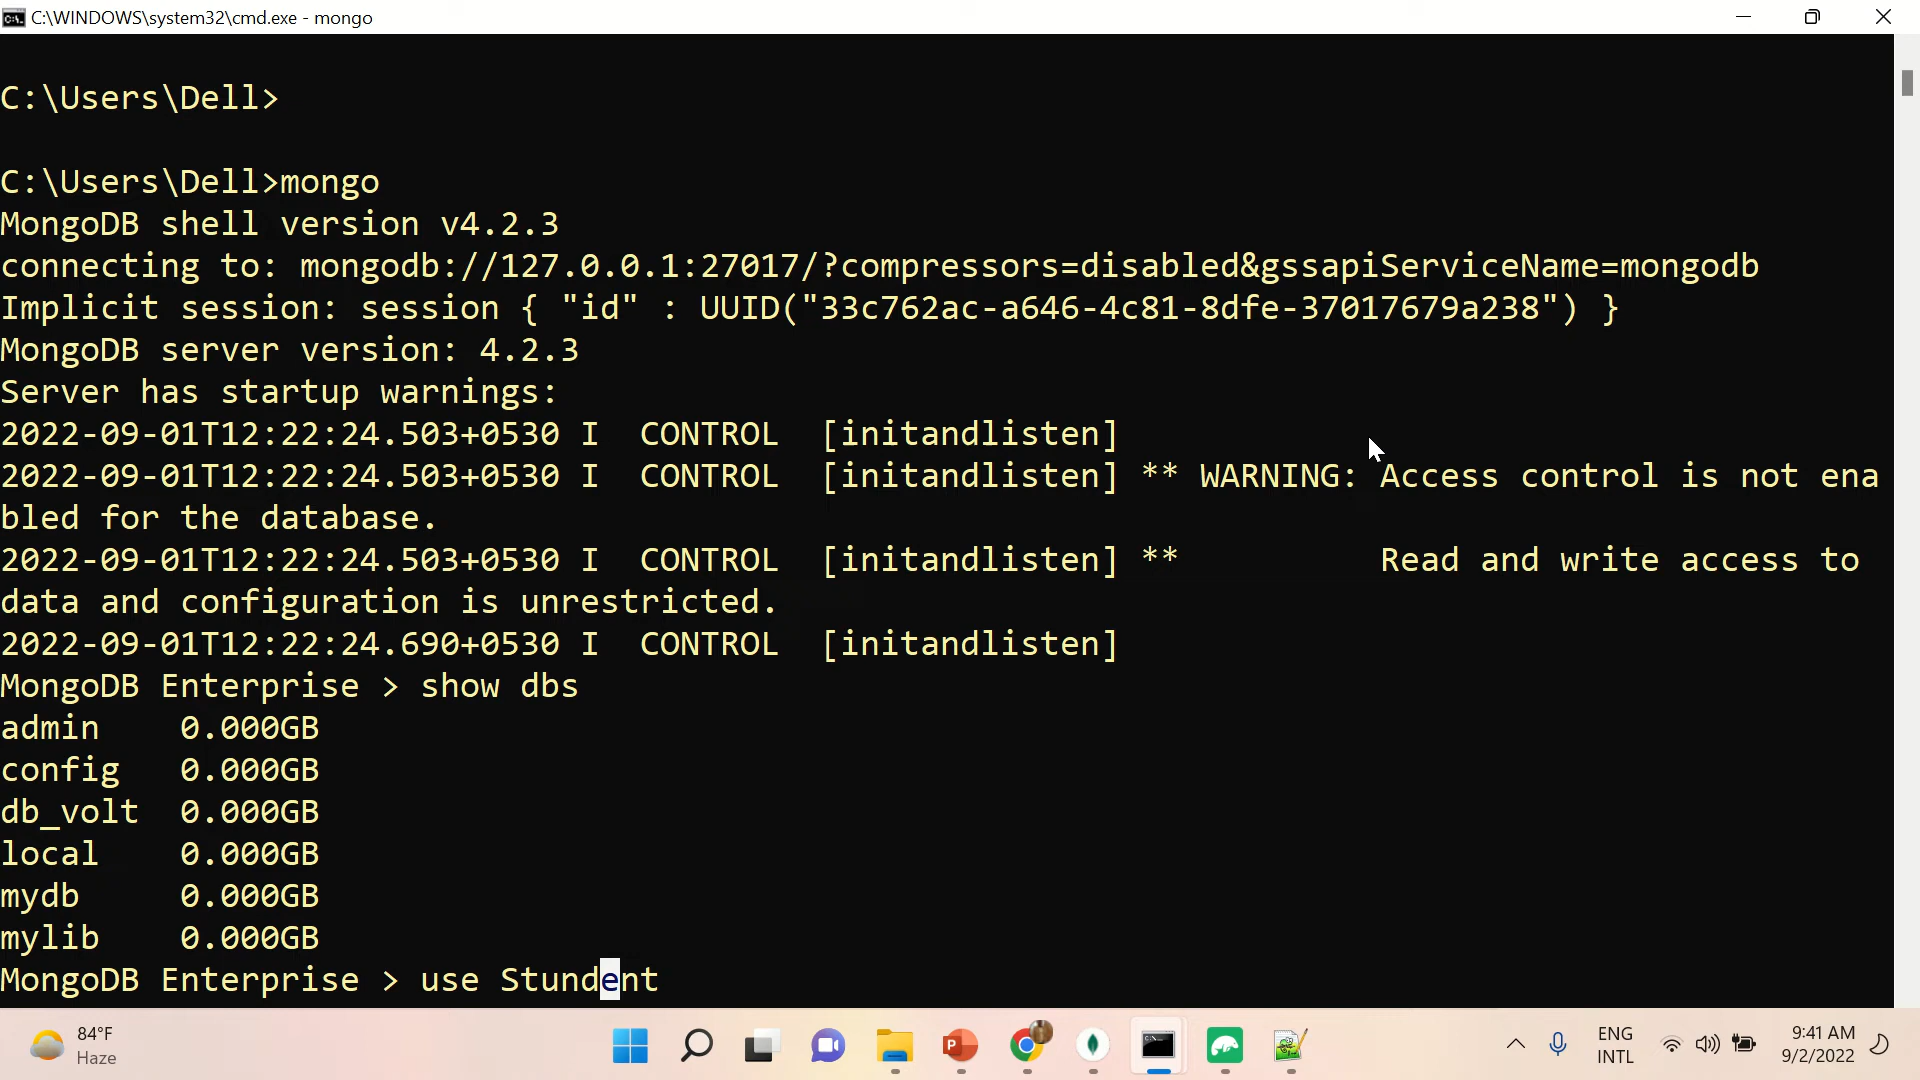 C:\WINDOWS\system32\cmd.exe - mongo
C:\Users\Dell>
C:\Users\Dell>mongo
MongoDB shell version v4.2.3
connecting to: mongodb://127.0.0.1:27017/?compressors=disabled&gssapiServiceName=mongodb
Implicit session: session { "id" : UUID("33c762ac-a646-4c81-8dfe-37017679a238") }
MongoDB server version: 4.2.3
Server has startup warnings:
2022-09-01T12:22:24.503+0530 I  CONTROL  [initandlisten]
2022-09-01T12:22:24.503+0530 I  CONTROL  [initandlisten] ** WARNING: Access control is not ena
bled for the database.
2022-09-01T12:22:24.503+0530 I  CONTROL  [initandlisten] **          Read and write access to
data and configuration is unrestricted.
2022-09-01T12:22:24.690+0530 I  CONTROL  [initandlisten]
MongoDB Enterprise > show dbs
admin    0.000GB
config   0.000GB
db_volt  0.000GB
local    0.000GB
mydb     0.000GB
mylib    0.000GB
MongoDB Enterprise > use Stundent
84°F
Haze
ENG
INTL
9:41 AM
9/2/2022